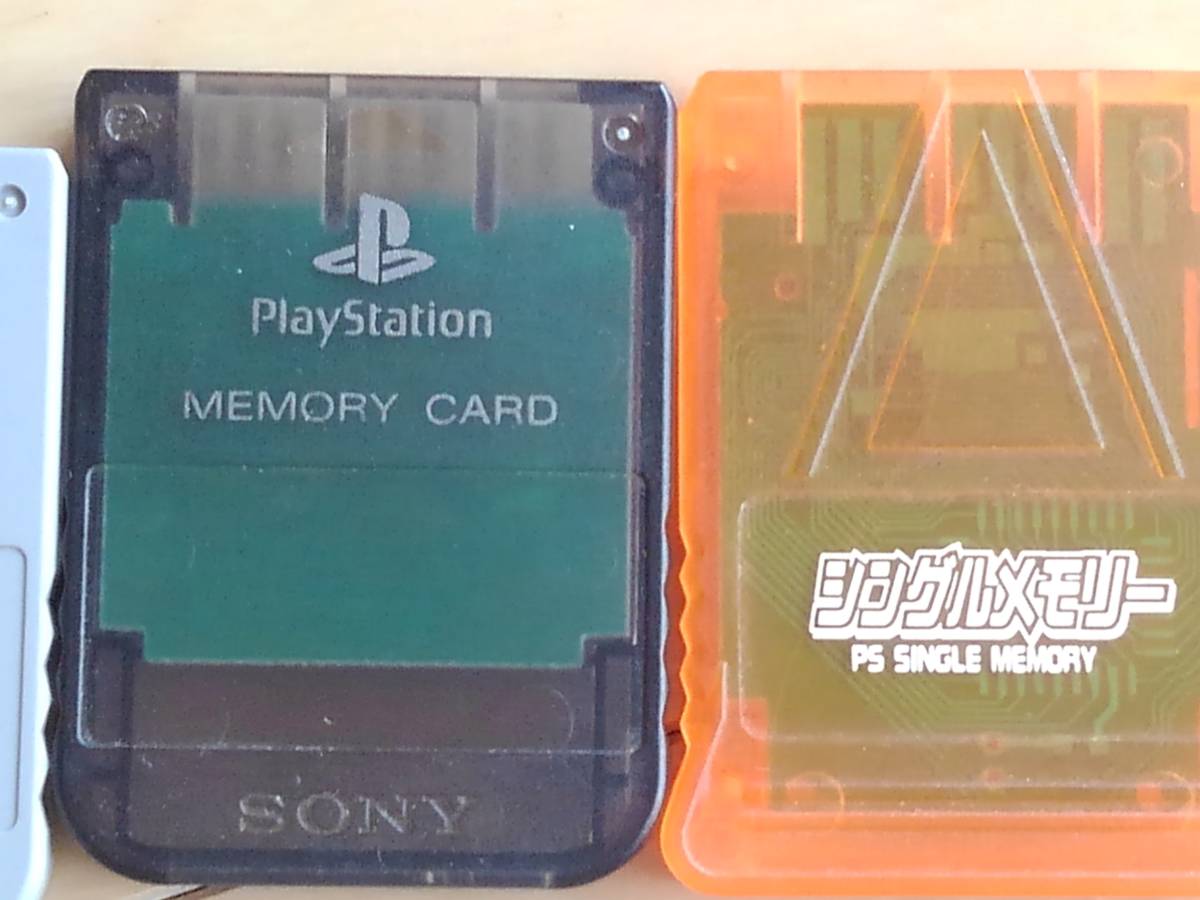 PlayStation
MEMORY CARD
SONY
シングルメモリー
PS SINGLE MEMORY